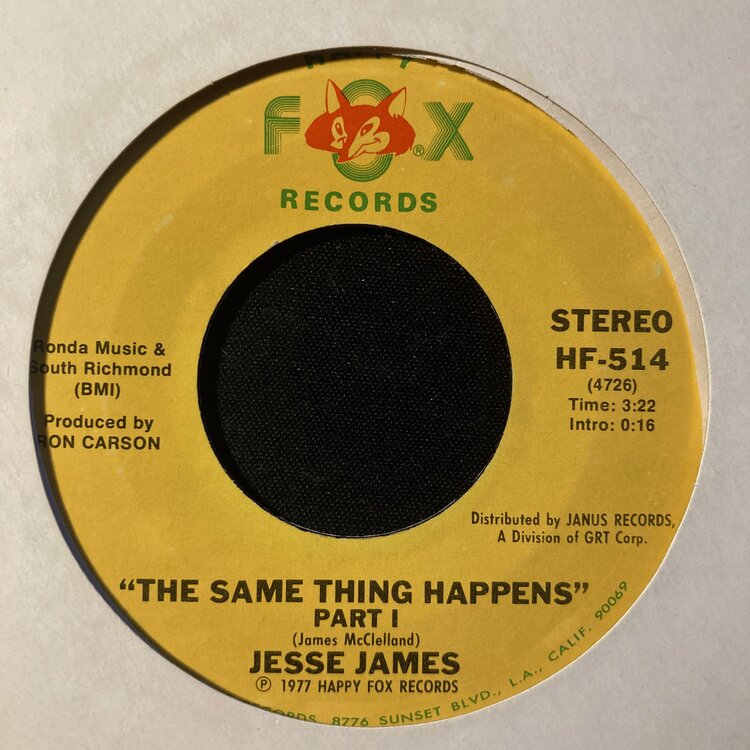 FOX®
RECORDS
STEREO
HF-514
(4726)
Time: 3:22
Intro: 0:16
Ronda Music &
South Richmond
(BMI)
Produced by
RON CARSON
Distributed by JANUS RECORDS,
A Division of GRT Corp.
"THE SAME THING HAPPENS"
PART I
(James McClelland)
JESSE JAMES
℗ 1977 HAPPY FOX RECORDS
8776 SUNSET BLVD., L.A., CALIF. 90069